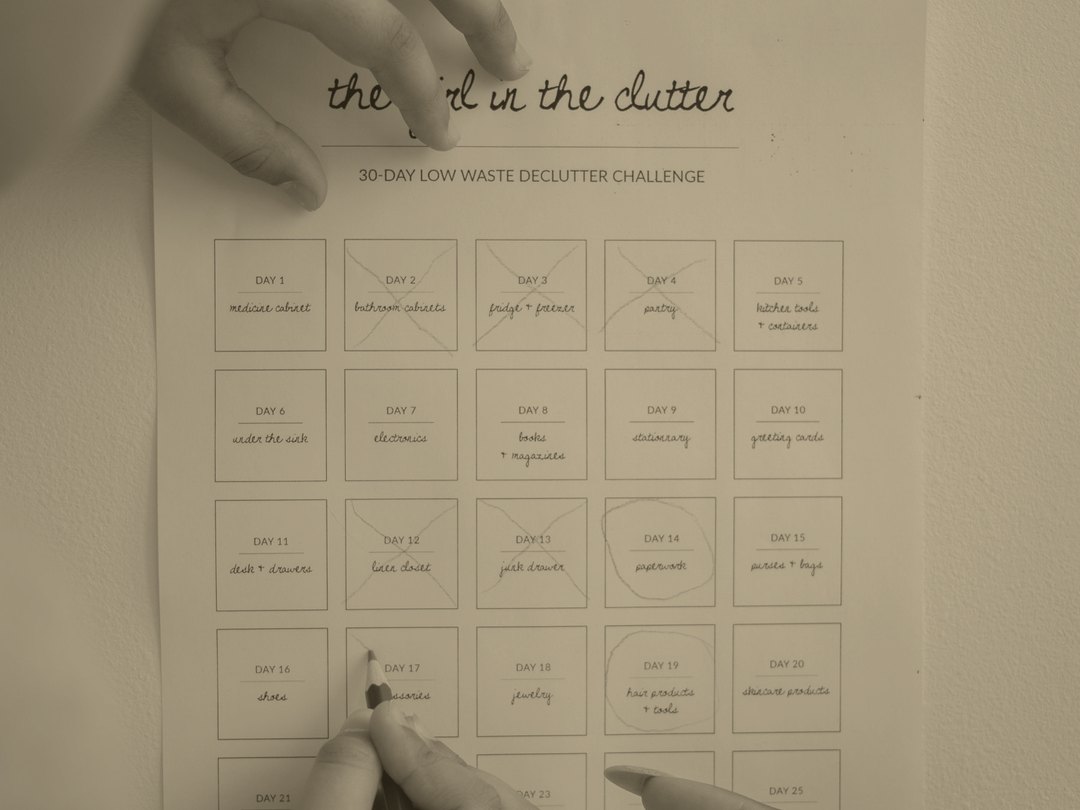 the in the clutter
30-DAY LOW WASTE DECLUTTER CHALLENGE
DAY 1
medicine cabinet
DAY 2
bathroom cabinets
DAY 3
fridge + freezer
DAY 4
pantry
DAY 5
kitchen tools
+ containers
DAY 6
under the sink
DAY 7
electronics
DAY 8
books
+ magazines
DAY 9
stationary
DAY 10
greeting cards
DAY 11
desk + drawers
DAY 12
linen closet
DAY 13
junk drawer
DAY 14
paperwork
DAY 15
purses + bags
DAY 16
shoes
DAY 17
DAY 18
jewelry
DAY 19
hair products
+ tools
DAY 20
skincare products
DAY 21
DAY 23
DAY 25